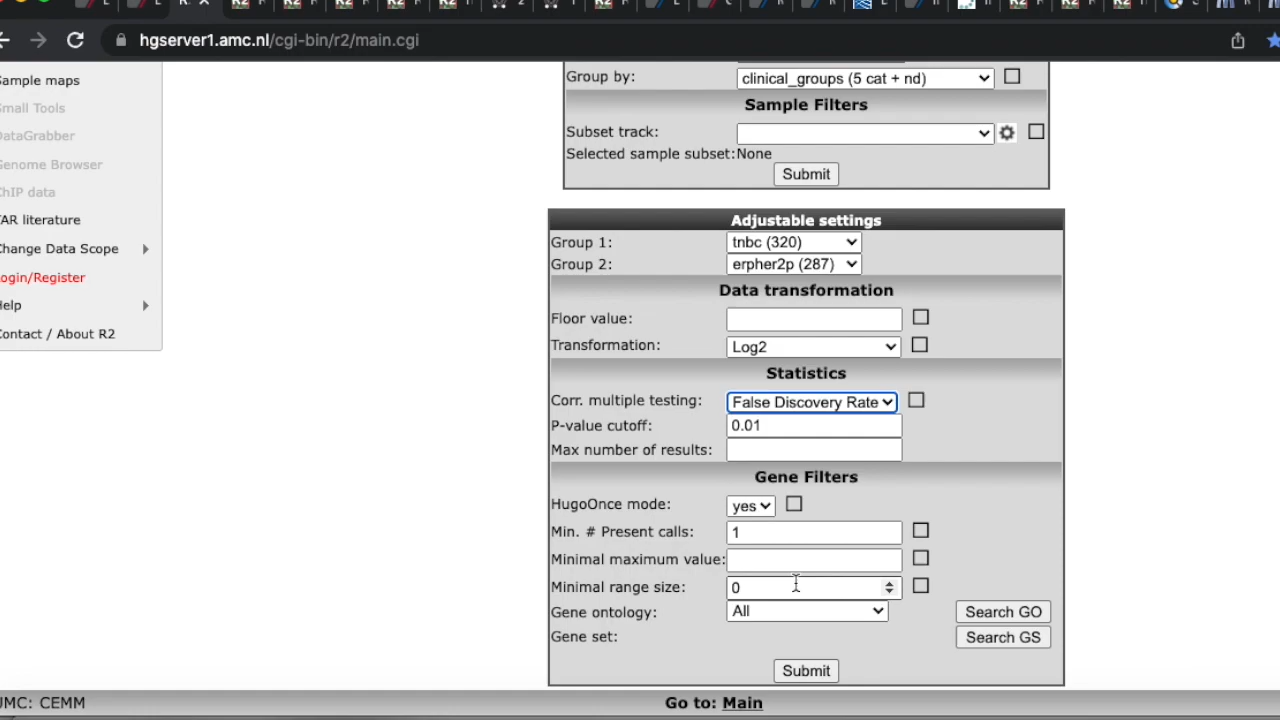 hgserver1.amc.nl/cgi-bin/r2/main.cgi
Sample maps
Small Tools
DataGrabber
Genome Browser
ChIP data
TAR literature
Change Data Scope
Login/Register
Help
Contact / About R2
Group by: clinical_groups (5 cat + nd)
Sample Filters
Subset track:
Selected sample subset:None
Submit
Adjustable settings
Group 1: tnbc (320)
Group 2: erpher2p (287)
Data transformation
Floor value:
Transformation: Log2
Statistics
Corr. multiple testing: False Discovery Rate
P-value cutoff: 0.01
Max number of results:
Gene Filters
HugoOnce mode: yes
Min. # Present calls: 1
Minimal maximum value:
Minimal range size: 0
Gene ontology: All Search GO
Gene set: Search GS
Submit
UMC: CEMM
Go to: Main